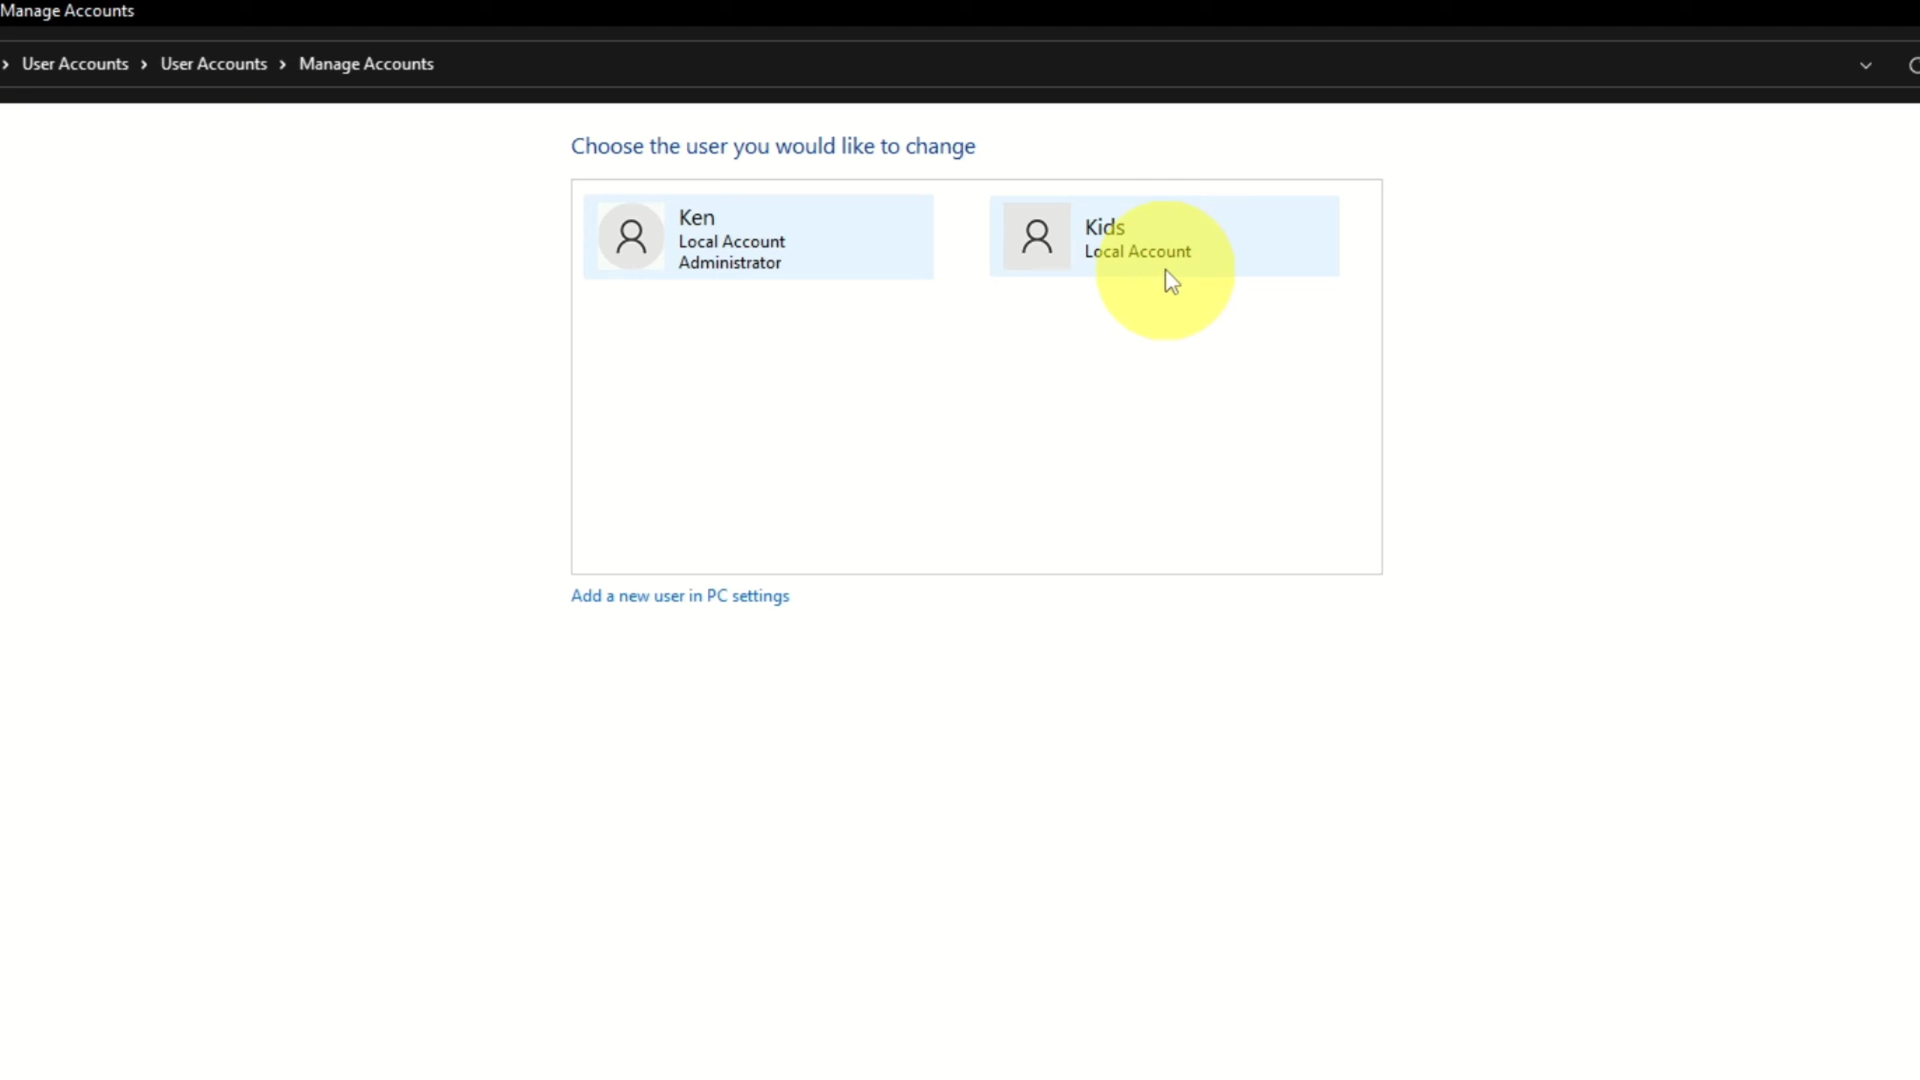 Manage Accounts
User Accounts › User Accounts › Manage Accounts
Choose the user you would like to change
Ken
Local Account
Administrator
Kids
Local Account
Add a new user in PC settings